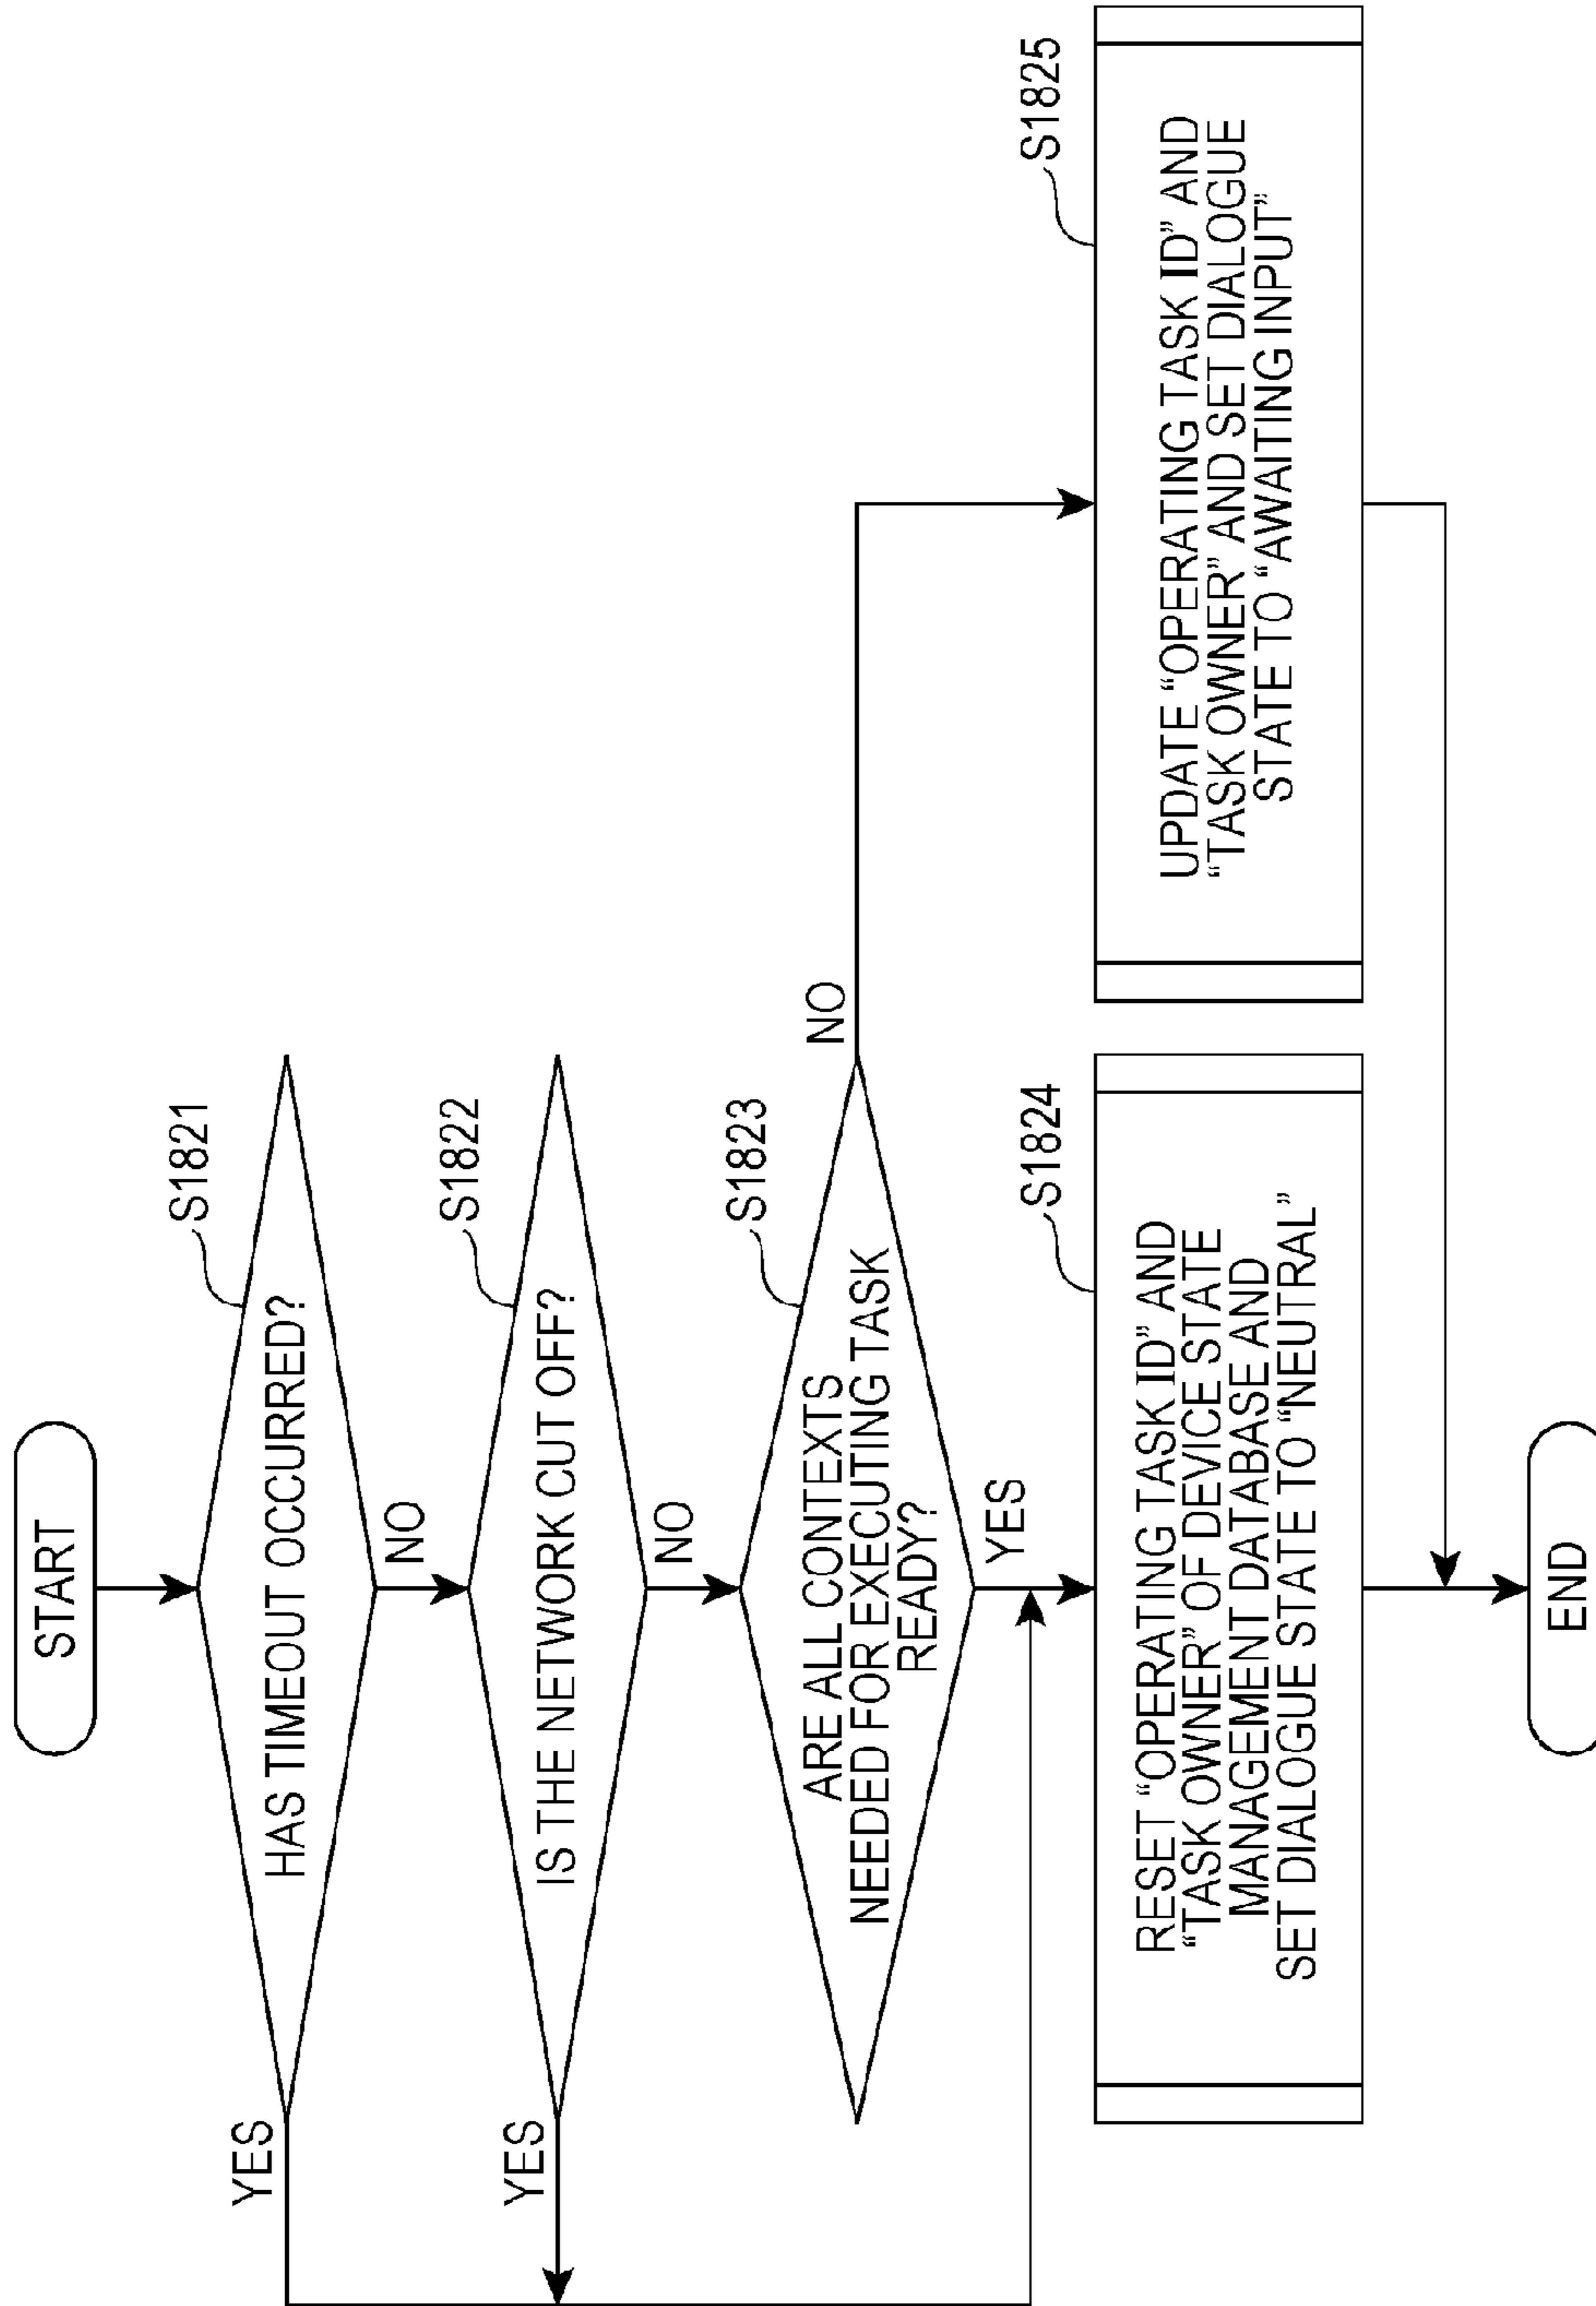 START
S1821
HAS TIMEOUT OCCURRED?
YES
NO
S1822
IS THE NETWORK CUT OFF?
YES
NO
S1823
ARE ALL CONTEXTS
NEEDED FOR EXECUTING TASK
READY?
NO
YES
S1824
RESET “OPERATING TASK ID” AND
“TASK OWNER” OF DEVICE STATE
MANAGEMENT DATABASE AND
SET DIALOGUE STATE TO “NEUTRAL”
S1825
UPDATE “OPERATING TASK ID” AND
“TASK OWNER” AND SET DIALOGUE
STATE TO “AWAITING INPUT”
END